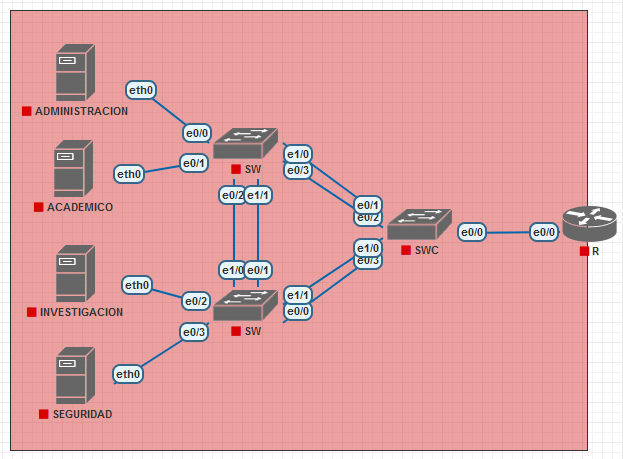 eth0
ADMINISTRACION
e0/0
eth0
e0/1
ACADEMICO
SW
e1/0
e0/3
e0/2
e1/1
e0/1
e0/2
SWC
e0/0
e0/0
R
e1/0
e0/1
e1/0
e0/3
eth0
INVESTIGACION
e0/2
e1/1
e0/0
SW
e0/3
eth0
SEGURIDAD